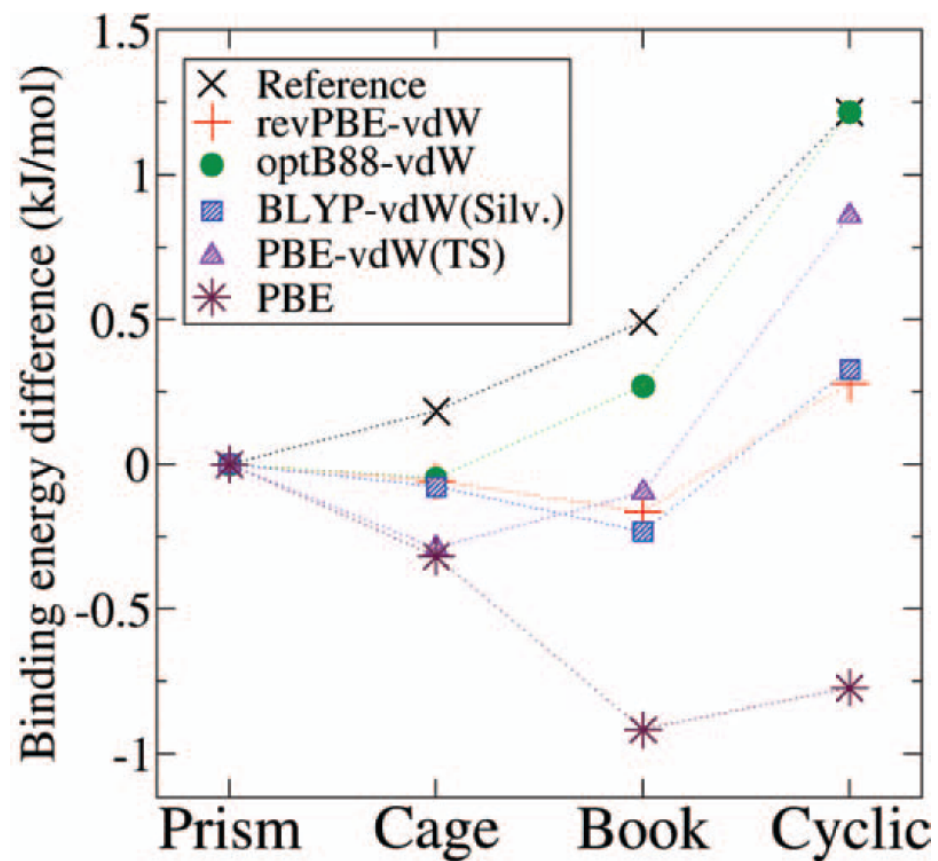 Binding energy difference (kJ/mol)
1.5
1
0.5
0
-0.5
-1
Reference
revPBE-vdW
optB88-vdW
BLYP-vdW(Silv.)
PBE-vdW(TS)
PBE
Prism Cage Book Cyclic